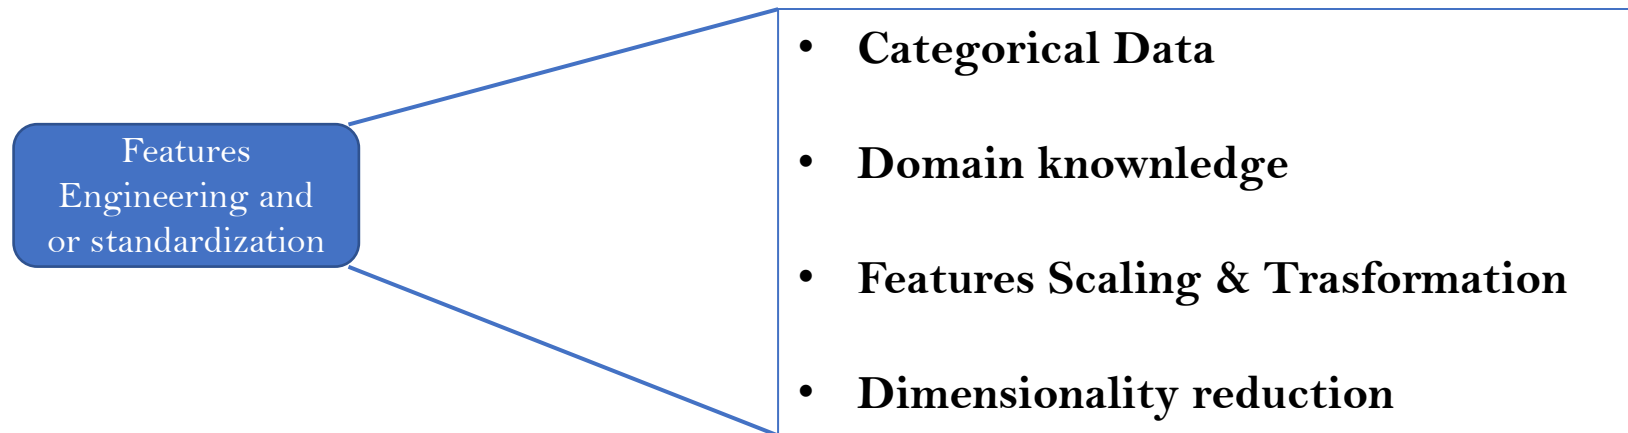 Features
Engineering and
or standardization
• Categorical Data
• Domain knownledge
• Features Scaling & Trasformation
• Dimensionality reduction